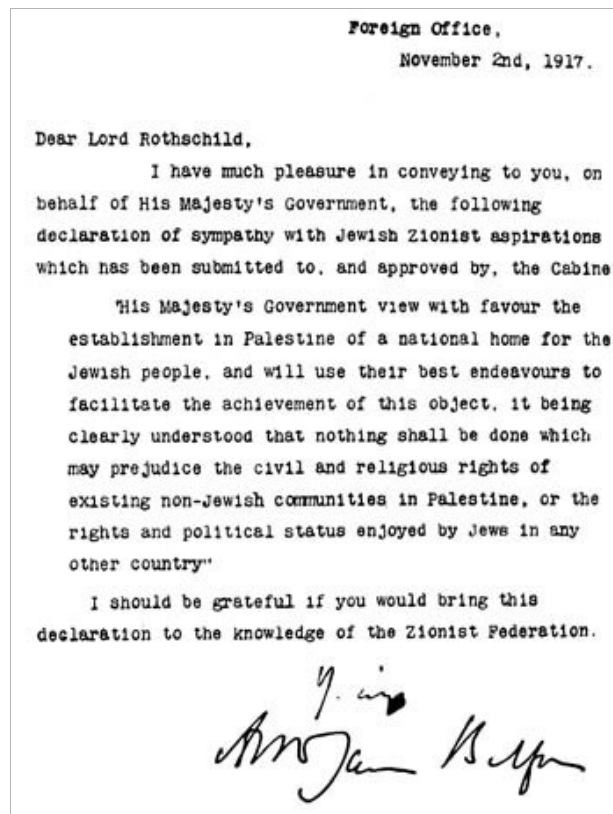 Foreign Office,
November 2nd, 1917.
Dear Lord Rothschild,
I have much pleasure in conveying to you, on
behalf of His Majesty's Government, the following
declaration of sympathy with Jewish Zionist aspirations
which has been submitted to, and approved by, the Cabine
"His Majesty's Government view with favour the
establishment in Palestine of a national home for the
Jewish people, and will use their best endeavours to
facilitate the achievement of this object, it being
clearly understood that nothing shall be done which
may prejudice the civil and religious rights of
existing non-Jewish communities in Palestine, or the
rights and political status enjoyed by Jews in any
other country"
I should be grateful if you would bring this
declaration to the knowledge of the Zionist Federation.